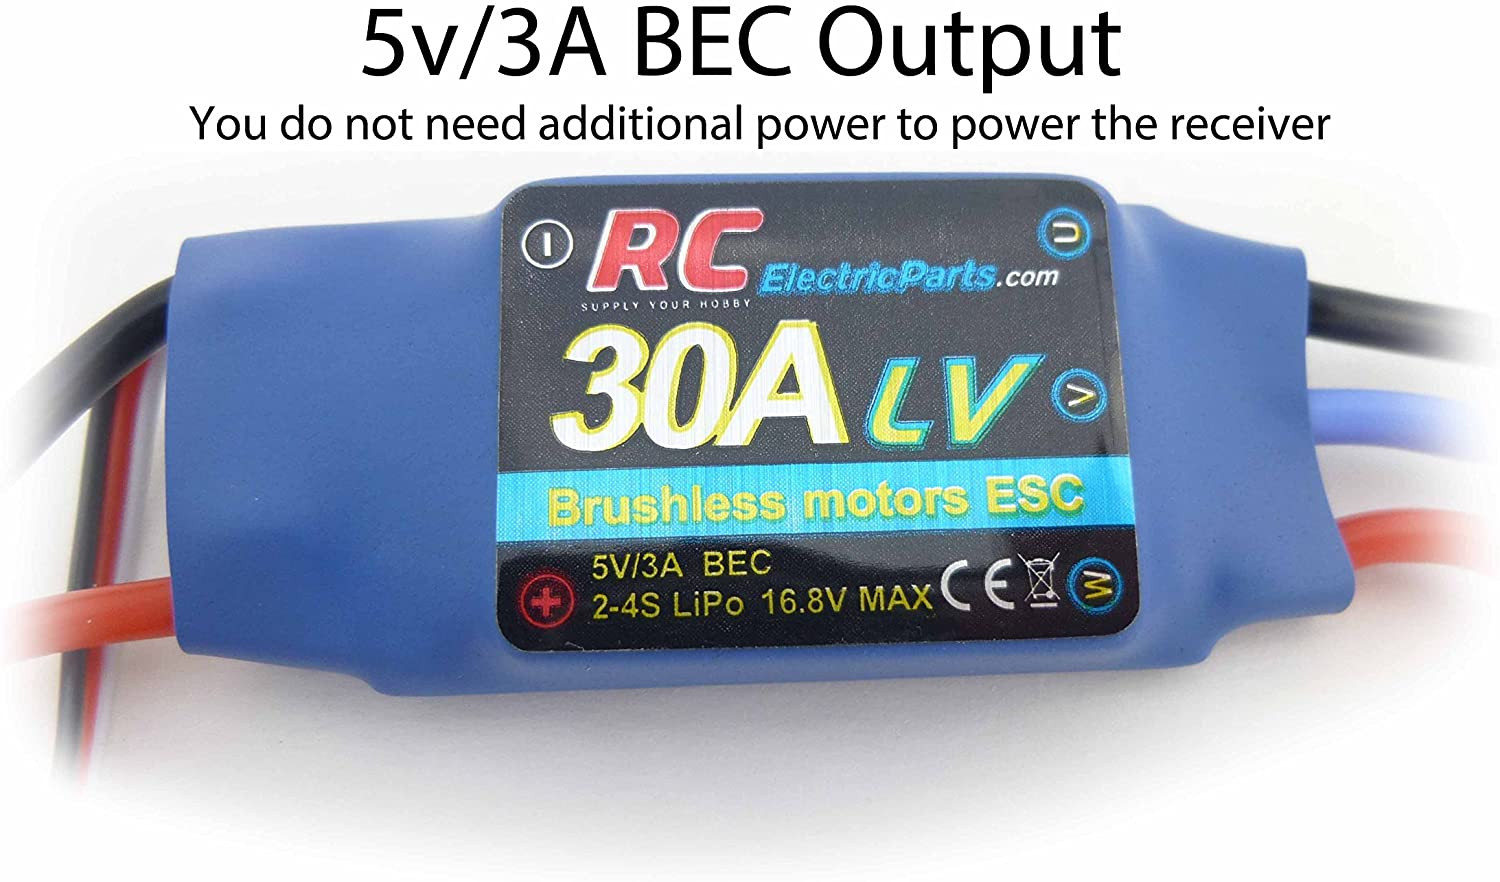 5v/3A BEC Output
You do not need additional power to power the receiver
RC ElectricParts.com
SUPPLY YOUR HOBBY
U
30A LV
V
Brushless motors ESC
5V/3A BEC
2-4S LiPo 16.8V MAX
CE
W